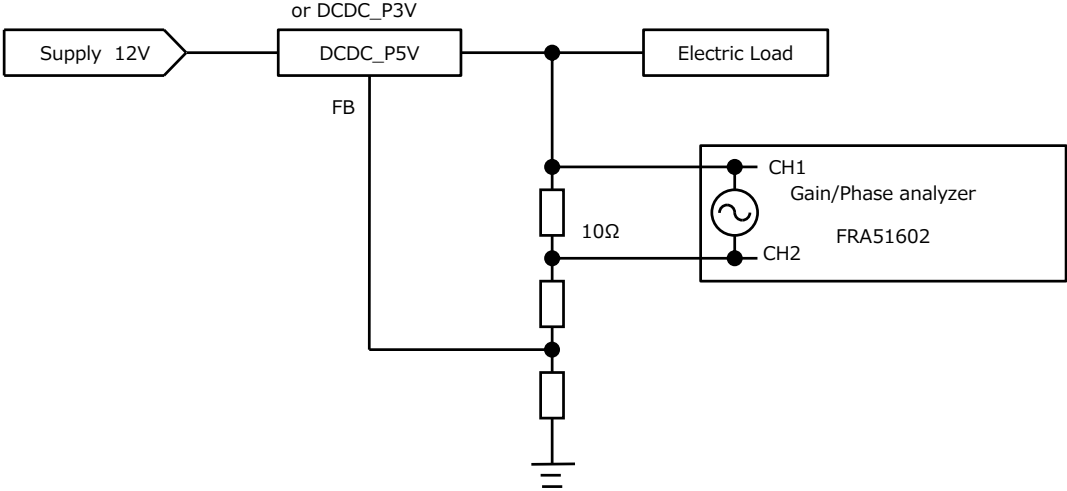 or DCDC_P3V
Supply 12V
DCDC_P5V
Electric Load
FB
CH1
Gain/Phase analyzer
10Ω
FRA51602
CH2